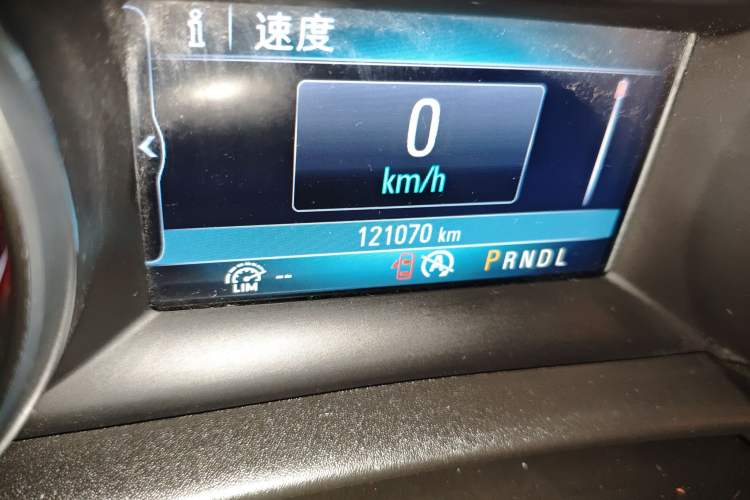 i 速度
0
km/h
121070 km
LIM --
A PRNDL